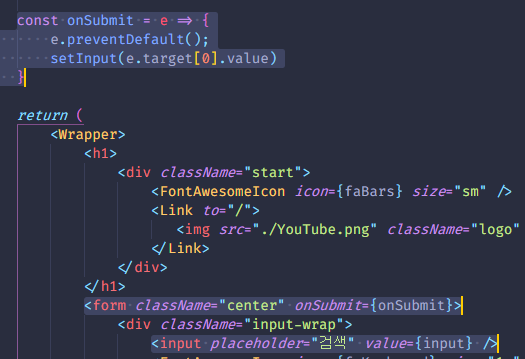 const onSubmit = e => {
e.preventDefault();
setInput(e.target[0].value)
}
return (
<Wrapper>
<h1>
<div className="start">
<FontAwesomeIcon icon={faBars} size="sm" />
<Link to="/">
<img src="./YouTube.png" className="logo"
</Link>
</div>
</h1>
<form className="center" onSubmit={onSubmit}>
<div className="input-wrap">
<input placeholder="검색" value={input} />